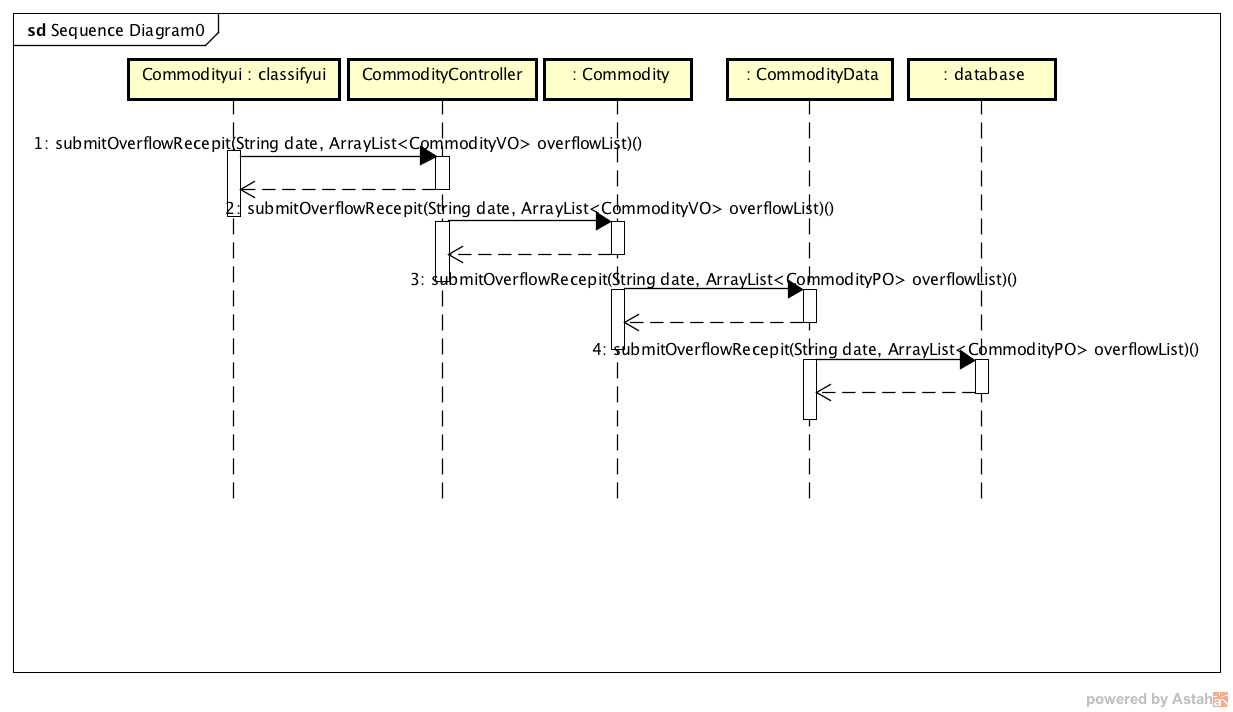 sd Sequence Diagram0
Commodityui : classifyui
CommodityController
: Commodity
: CommodityData
: database
1: submitOverflowRecepit(String date, ArrayList<CommodityVO> overflowList)()
2: submitOverflowRecepit(String date, ArrayList<CommodityVO> overflowList)()
3: submitOverflowRecepit(String date, ArrayList<CommodityPO> overflowList)()
4: submitOverflowRecepit(String date, ArrayList<CommodityPO> overflowList)()
powered by Astah